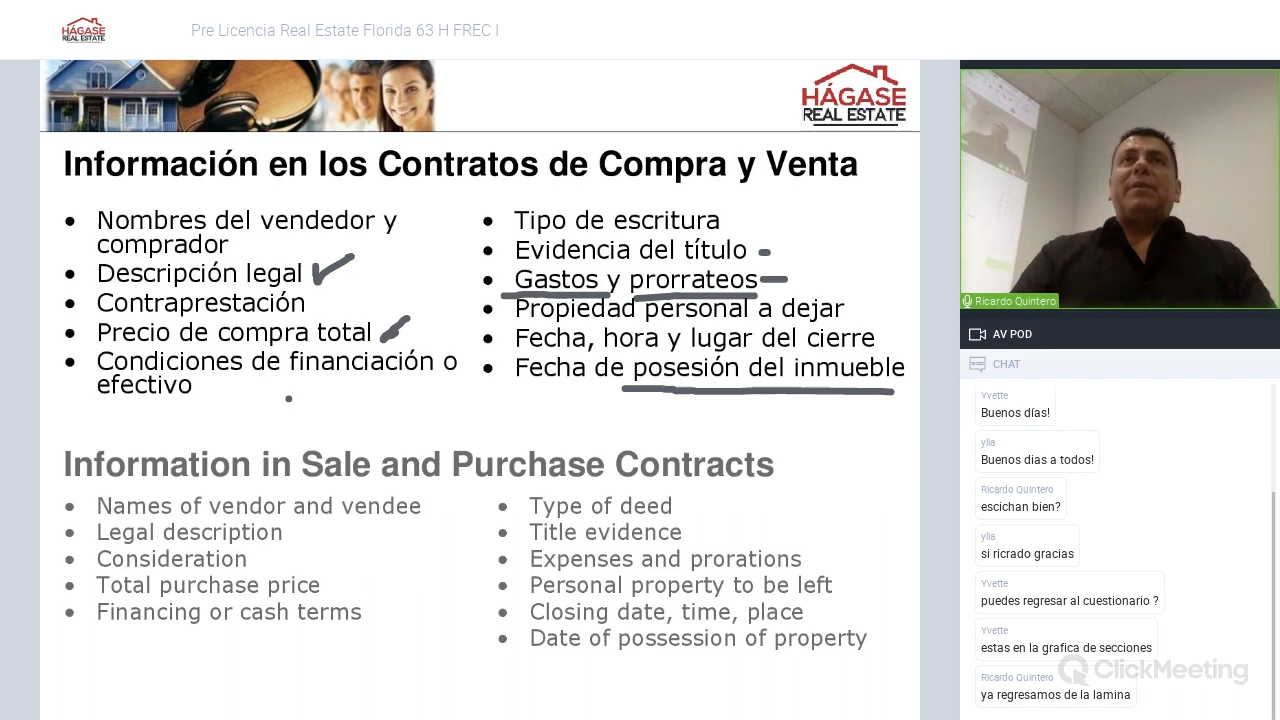 HÁGASE
REAL ESTATE
Pre Licencia Real Estate Florida 63 H FREC I
HÁGASE
REAL ESTATE
Información en los Contratos de Compra y Venta
• Nombres del vendedor y
comprador
• Descripción legal
• Contraprestación
• Precio de compra total
• Condiciones de financiación o
efectivo
• Tipo de escritura
• Evidencia del título
• Gastos y prorrateos
• Propiedad personal a dejar
• Fecha, hora y lugar del cierre
• Fecha de posesión del inmueble
Information in Sale and Purchase Contracts
• Names of vendor and vendee
• Legal description
• Consideration
• Total purchase price
• Financing or cash terms
• Type of deed
• Title evidence
• Expenses and prorations
• Personal property to be left
• Closing date, time, place
• Date of possession of property
Ricardo Quintero
AV POD
CHAT
Yvette
Buenos días!
ylia
Buenos dias a todos!
Ricardo Quintero
escichan bien?
ylia
si ricrado gracias
Yvette
puedes regresar al cuestionario ?
Yvette
estas en la grafica de secciones
Ricardo Quintero
ya regresamos de la lamina
ClickMeeting